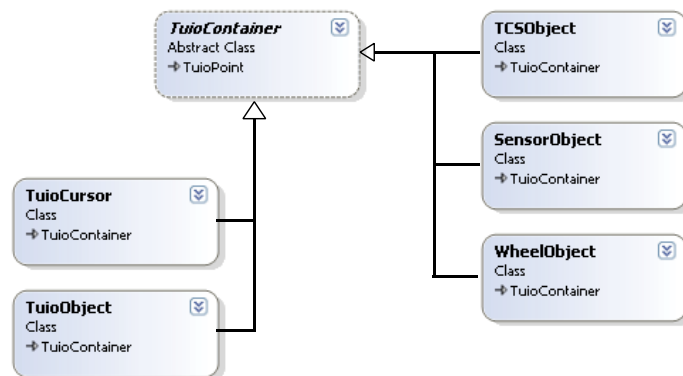 TuioContainer
Abstract Class
TuioPoint
TCSObject
Class
TuioContainer
SensorObject
Class
TuioContainer
WheelObject
Class
TuioContainer
TuioCursor
Class
TuioContainer
TuioObject
Class
TuioContainer